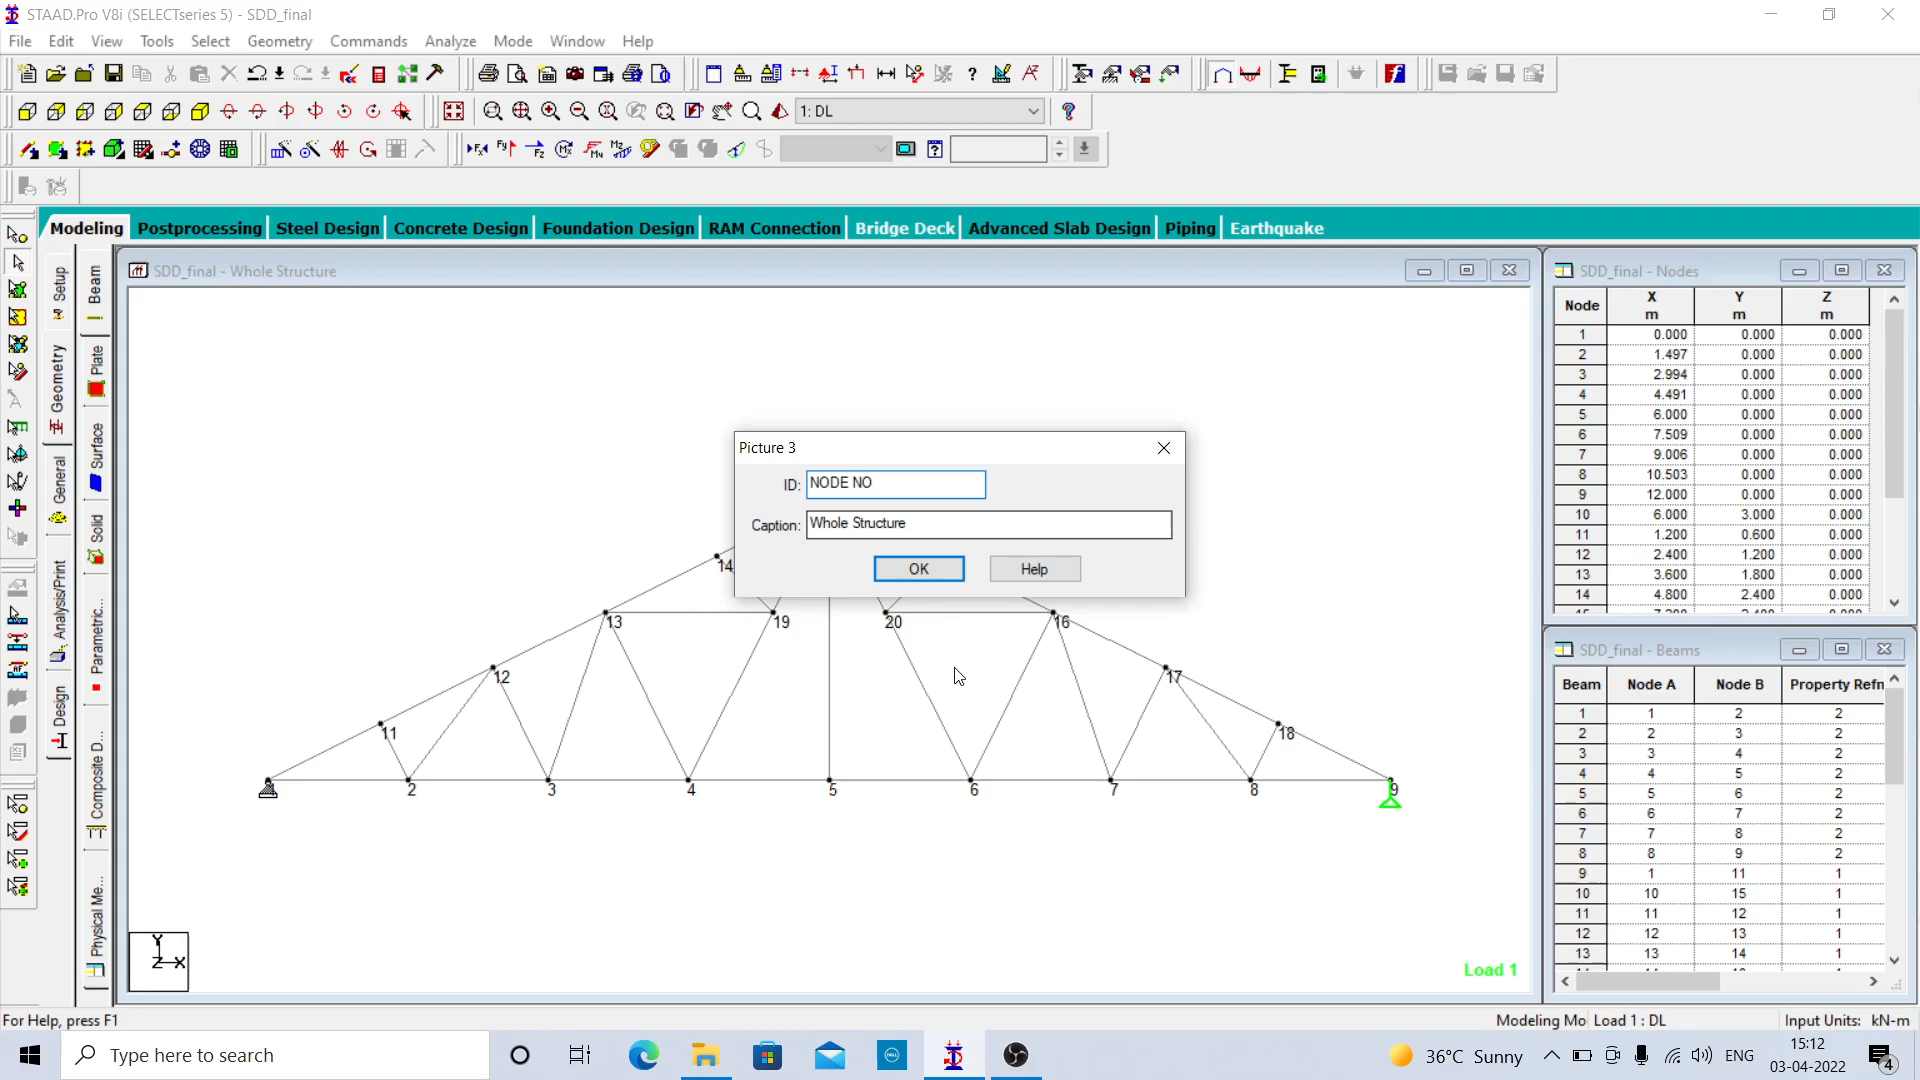 STAAD.Pro V8i (SELECTseries 5) - SDD_final
File Edit View Tools Select Geometry Commands Analyze Mode Window Help
1: DL
Modeling Postprocessing Steel Design Concrete Design Foundation Design RAM Connection Bridge Deck Advanced Slab Design Piping Earthquake
Setup
Geometry
General
Analysis/Print
Design
Beam
Plate
Surface
Solid
Parametric...
Composite D...
Physical Me...
SDD_final - Whole Structure
Picture 3
ID: NODE NO
Caption: Whole Structure
OK Help
14
13 19 20 16
12 17
11 18
2 3 4 5 6 7 8 9
Y
Z X
Load 1
SDD_final - Nodes
Node X m Y m Z m
1 0.000 0.000 0.000
2 1.497 0.000 0.000
3 2.994 0.000 0.000
4 4.491 0.000 0.000
5 6.000 0.000 0.000
6 7.509 0.000 0.000
7 9.006 0.000 0.000
8 10.503 0.000 0.000
9 12.000 0.000 0.000
10 6.000 3.000 0.000
11 1.200 0.600 0.000
12 2.400 1.200 0.000
13 3.600 1.800 0.000
14 4.800 2.400 0.000
SDD_final - Beams
Beam Node A Node B Property Refn
1 1 2 2
2 2 3 2
3 3 4 2
4 4 5 2
5 5 6 2
6 6 7 2
7 7 8 2
8 8 9 2
9 1 11 1
10 10 15 1
11 11 12 1
12 12 13 1
13 13 14 1
For Help, press F1
Modeling Mo Load 1 : DL Input Units: kN-m
Type here to search
36°C Sunny
ENG
15:12
03-04-2022
4